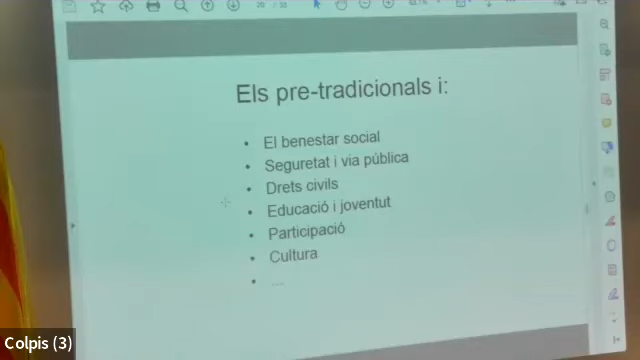 Els pre-tradicionals i:
• El benestar social
• Seguretat i via pública
• Drets civils
• Educació i joventut
• Participació
• Cultura
• ...
Colpis (3)